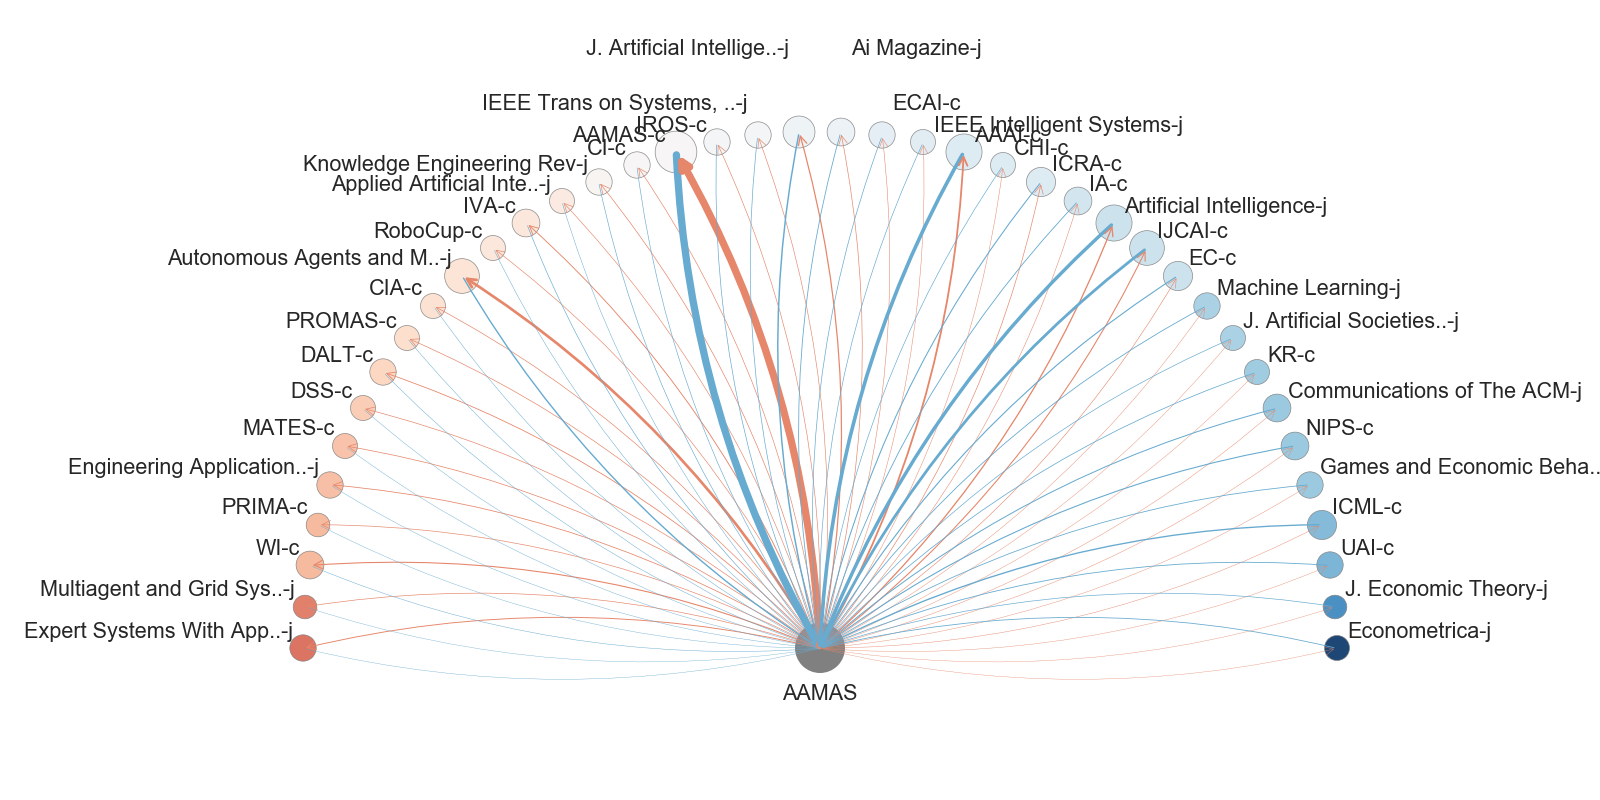 J. Artificial Intellige..-j
Ai Magazine-j
IEEE Trans on Systems, ..-j
ECAI-c
IROS-c
IEEE Intelligent Systems-j
AAMAS-c
AAAI-c
CI-c
CHI-c
Knowledge Engineering Rev-j
ICRA-c
Applied Artificial Inte..-j
IA-c
IVA-c
Artificial Intelligence-j
RoboCup-c
IJCAI-c
Autonomous Agents and M..-j
EC-c
CIA-c
Machine Learning-j
PROMAS-c
J. Artificial Societies..-j
DALT-c
KR-c
DSS-c
Communications of The ACM-j
MATES-c
NIPS-c
Engineering Application..-j
Games and Economic Beha..
PRIMA-c
ICML-c
WI-c
UAI-c
Multiagent and Grid Sys..-j
J. Economic Theory-j
Expert Systems With App..-j
Econometrica-j
AAMAS